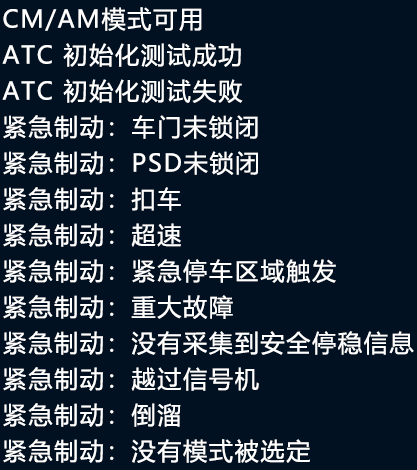 CM/AM模式可用
ATC 初始化测试成功
ATC 初始化测试失败
紧急制动：车门未锁闭
紧急制动：PSD未锁闭
紧急制动：扣车
紧急制动：超速
紧急制动：紧急停车区域触发
紧急制动：重大故障
紧急制动：没有采集到安全停稳信息
紧急制动：越过信号机
紧急制动：倒溜
紧急制动：没有模式被选定